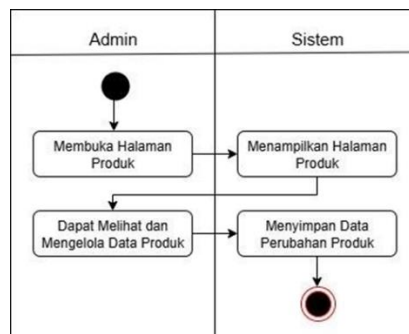 Admin
Sistem
Membuka Halaman
Produk
Menampilkan Halaman
Produk
Dapat Melihat dan
Mengelola Data Produk
Menyimpan Data
Perubahan Produk